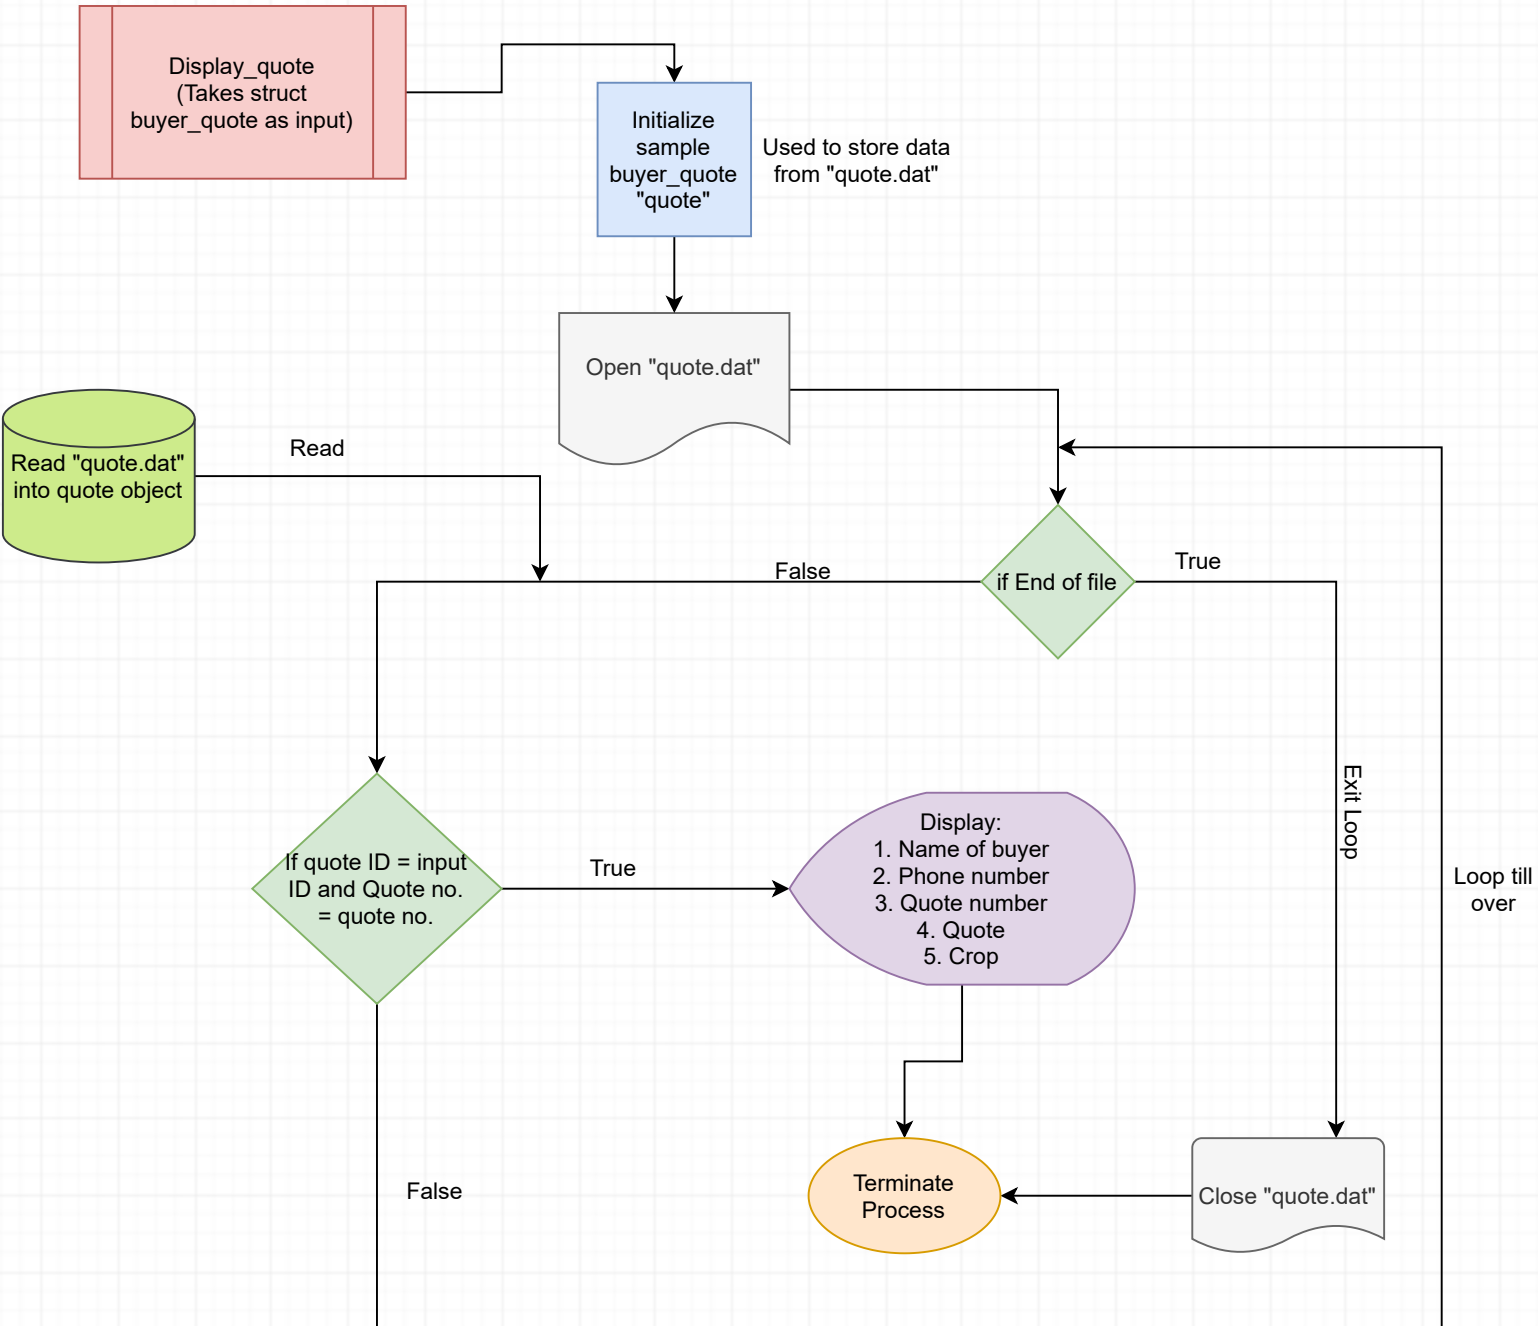 Display_quote
(Takes struct
buyer_quote as input)
Initialize
sample
buyer_quote
"quote"
Used to store data
from "quote.dat"
Open "quote.dat"
Read "quote.dat"
into quote object
Read
False
if End of file
True
If quote ID = input
ID and Quote no.
= quote no.
True
Display:
1. Name of buyer
2. Phone number
3. Quote number
4. Quote
5. Crop
Exit Loop
Loop till
over
False
Terminate
Process
Close "quote.dat"